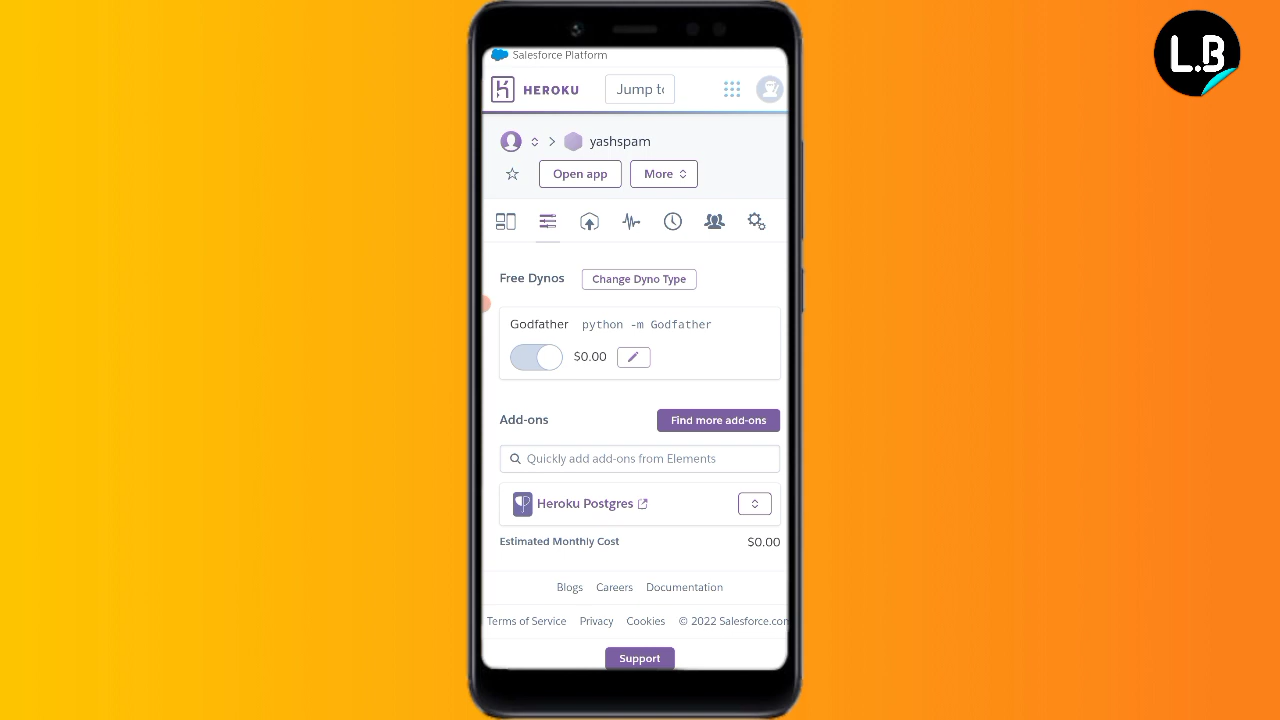 L.B
Salesforce Platform
HEROKU
Jump t
yashspam
Open app
More
Free Dynos
Change Dyno Type
Godfather python -m Godfather
$0.00
Add-ons
Find more add-ons
Quickly add add-ons from Elements
Heroku Postgres
Estimated Monthly Cost $0.00
Blogs Careers Documentation
Terms of Service Privacy Cookies © 2022 Salesforce.com
Support